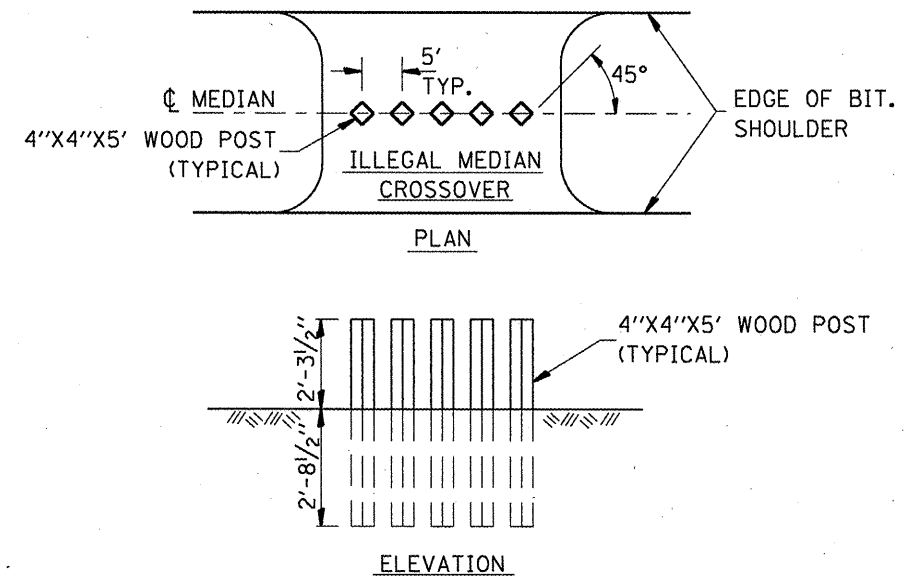 5'
TYP.
45°
℄ MEDIAN
4''X4''X5' WOOD POST
(TYPICAL)
EDGE OF BIT.
SHOULDER
ILLEGAL MEDIAN
CROSSOVER
PLAN
2'-3½''
4''X4''X5' WOOD POST
(TYPICAL)
2'-8½''
ELEVATION